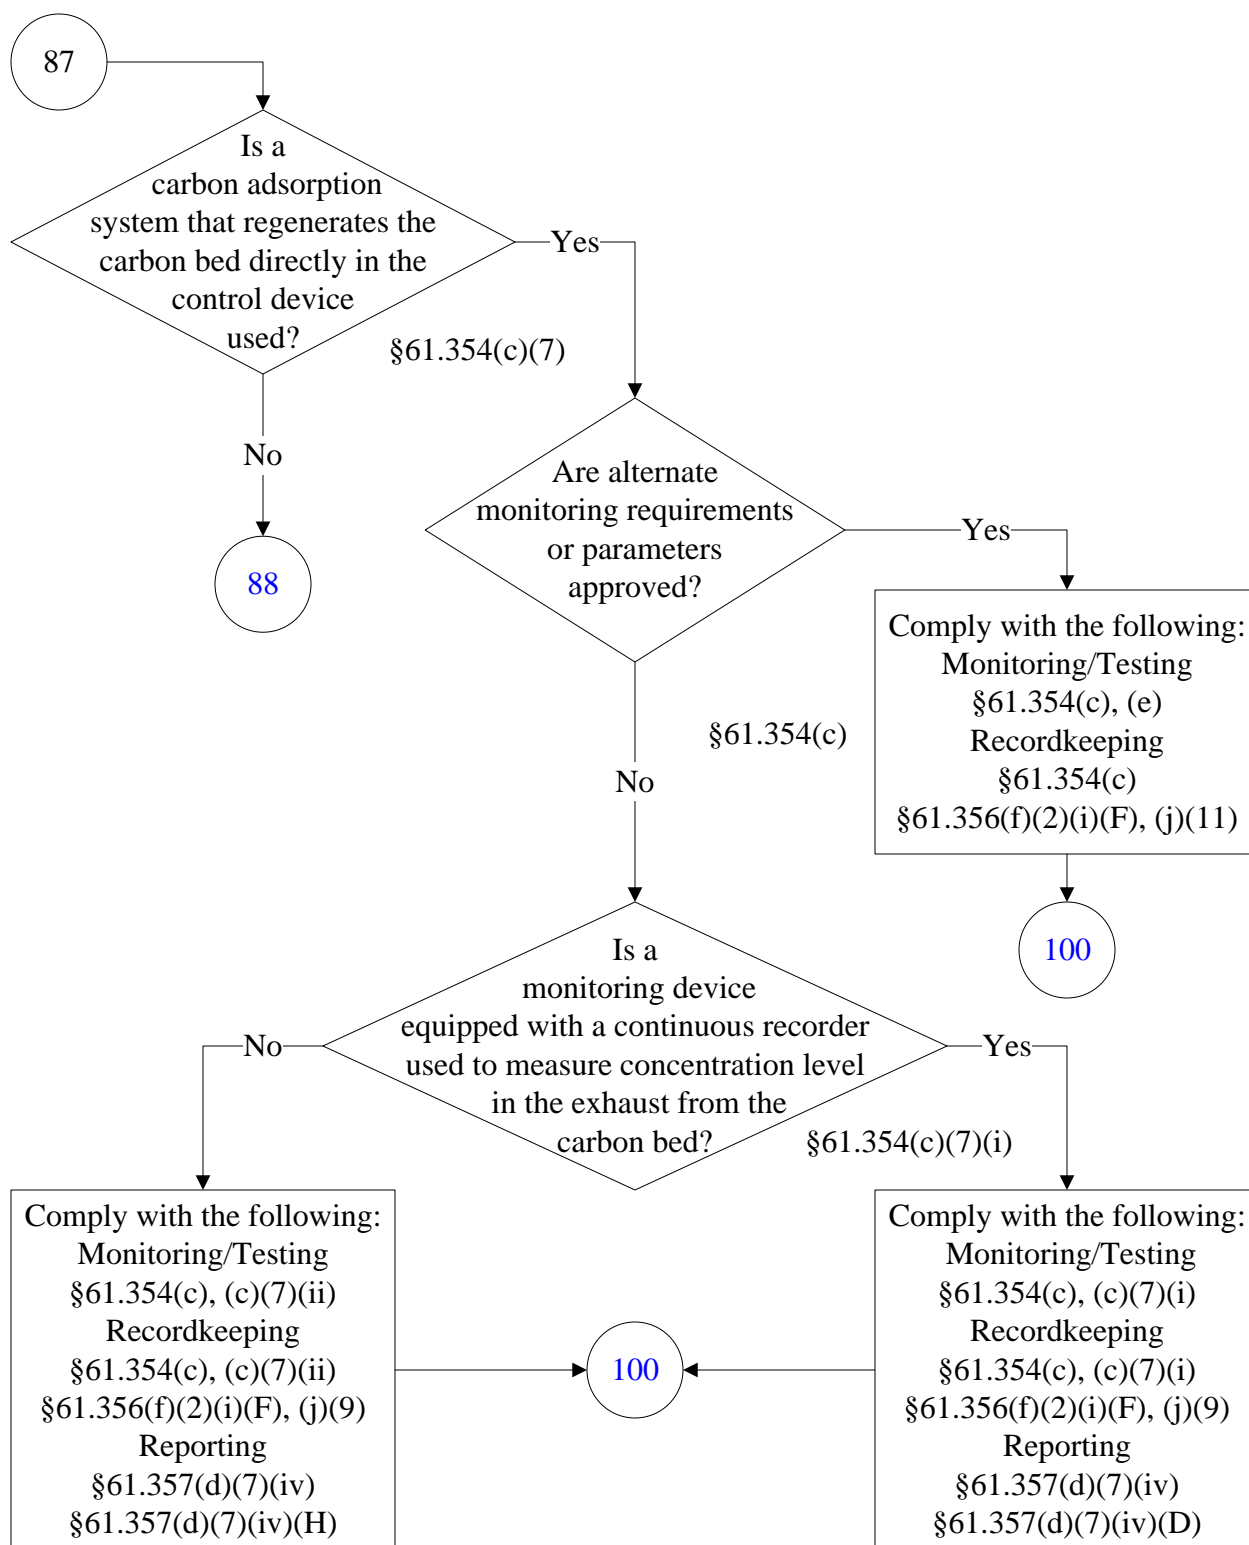 87
Is a
carbon adsorption
system that regenerates the
carbon bed directly in the
control device
used?
Yes
§61.354(c)(7)
No
88
Are alternate
monitoring requirements
or parameters
approved?
Yes
§61.354(c)
No
Comply with the following:
Monitoring/Testing
§61.354(c), (e)
Recordkeeping
§61.354(c)
§61.356(f)(2)(i)(F), (j)(11)
100
Is a
monitoring device
equipped with a continuous recorder
used to measure concentration level
in the exhaust from the
carbon bed?
No
Yes
§61.354(c)(7)(i)
Comply with the following:
Monitoring/Testing
§61.354(c), (c)(7)(ii)
Recordkeeping
§61.354(c), (c)(7)(ii)
§61.356(f)(2)(i)(F), (j)(9)
Reporting
§61.357(d)(7)(iv)
§61.357(d)(7)(iv)(H)
100
Comply with the following:
Monitoring/Testing
§61.354(c), (c)(7)(i)
Recordkeeping
§61.354(c), (c)(7)(i)
§61.356(f)(2)(i)(F), (j)(9)
Reporting
§61.357(d)(7)(iv)
§61.357(d)(7)(iv)(D)